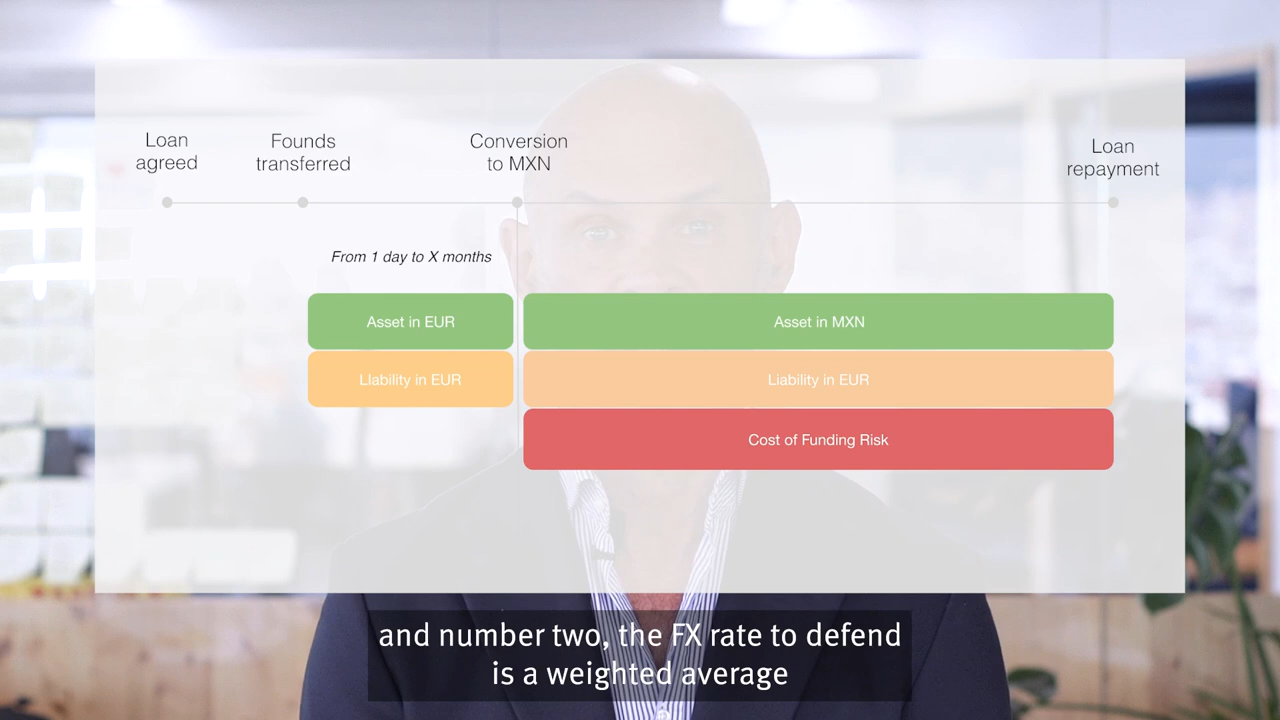 Loan
agreed
Founds
transferred
Conversion
to MXN
Loan
repayment
From 1 day to X months
Asset in EUR
Asset in MXN
LIability in EUR
Liability in EUR
Cost of Funding Risk
and number two, the FX rate to defend
is a weighted average